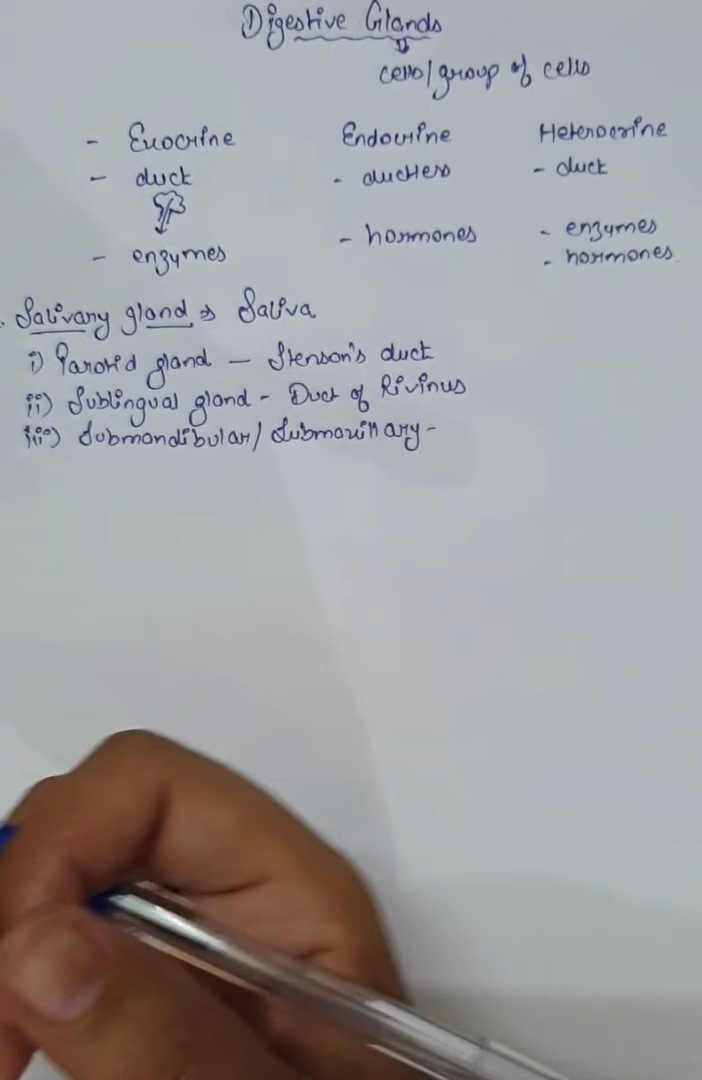 Digestive Glands
cells/group of cells
- Exocrine Endocrine Heterocrine
- duct - ductless - duct
- enzymes - hormones - enzymes
- hormones.
. Salivary gland → Saliva
i) Parotid gland — Stenson's duct
ii) Sublingual gland - Duct of Rivinus
iii) Submandibular/Submaxillary -